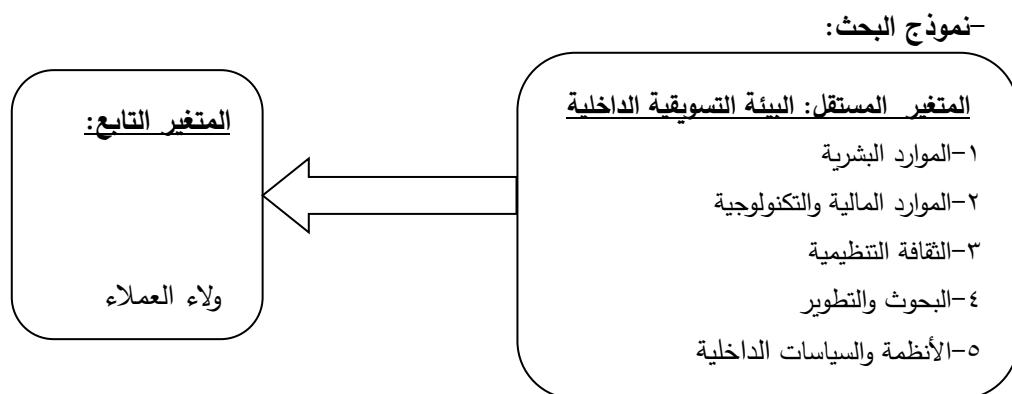 -نموذج البحث:
المتغير المستقل: البيئة التسويقية الداخلية
١-الموارد البشرية
٢-الموارد المالية والتكنولوجية
٣-الثقافة التنظيمية
٤-البحوث والتطوير
٥-الأنظمة والسياسات الداخلية
المتغير التابع:
ولاء العملاء